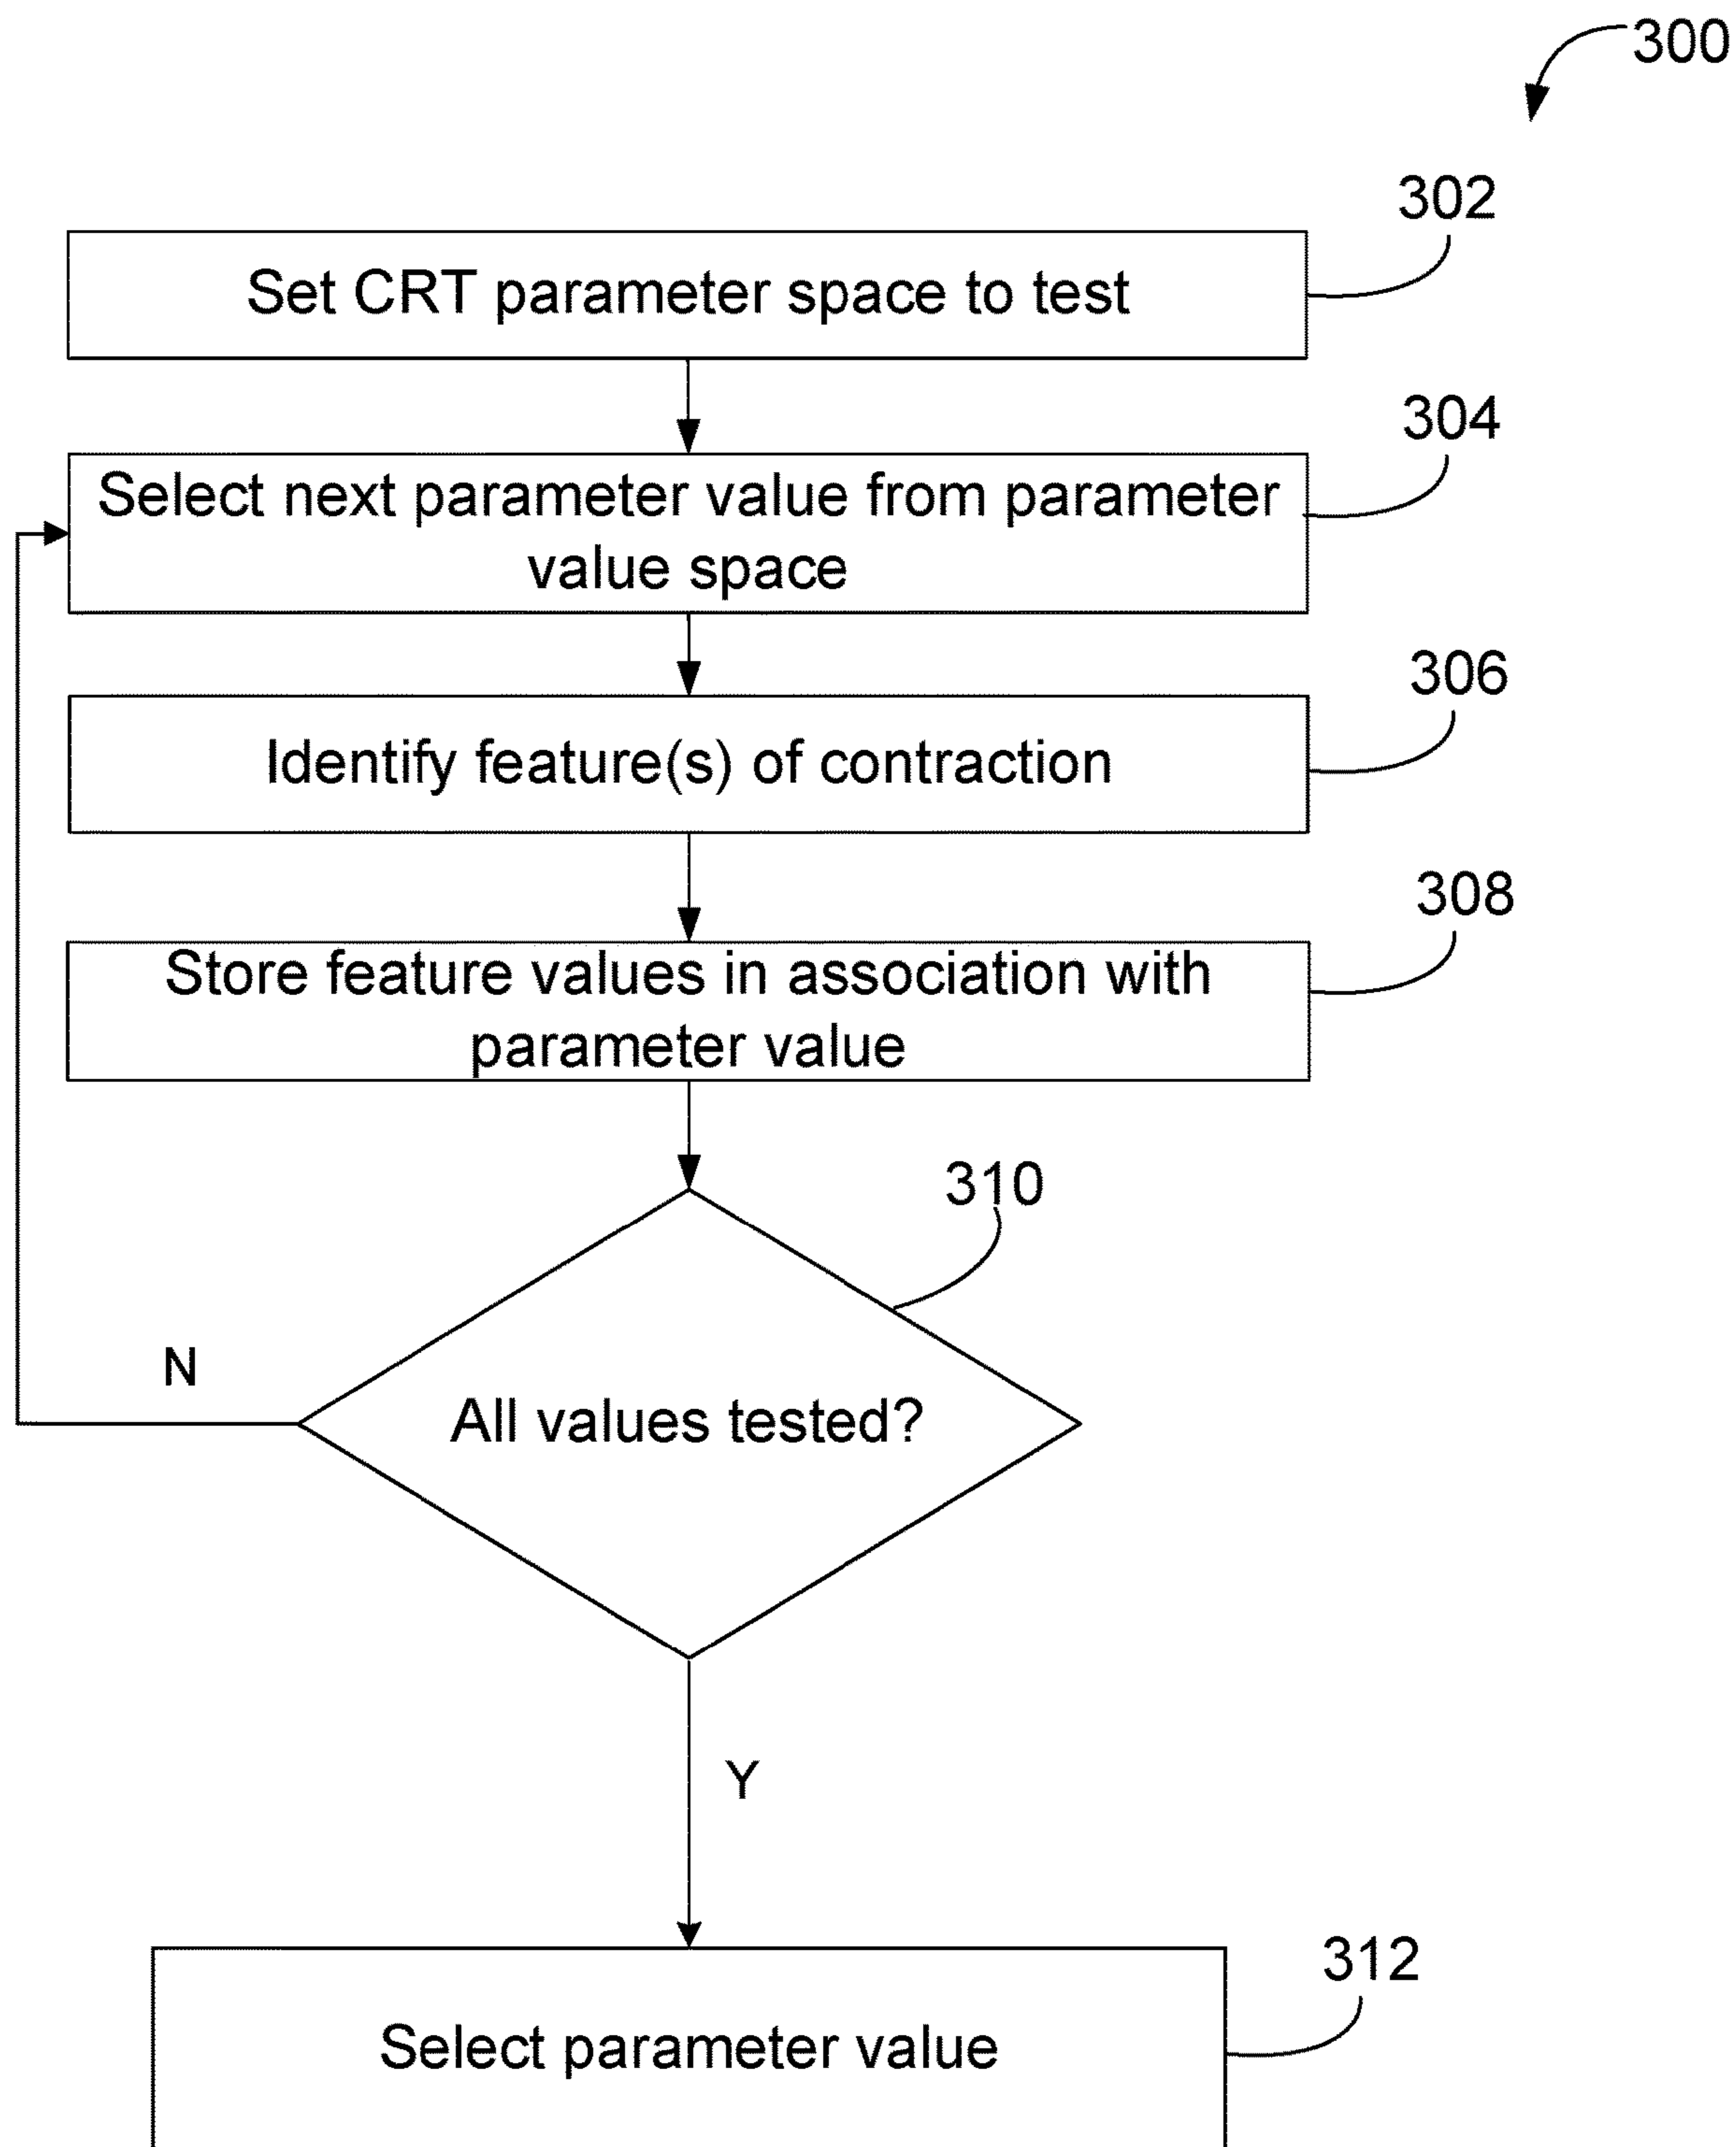 300
302
Set CRT parameter space to test
304
Select next parameter value from parameter
value space
306
Identify feature(s) of contraction
308
Store feature values in association with
parameter value
310
All values tested?
N
Y
312
Select parameter value